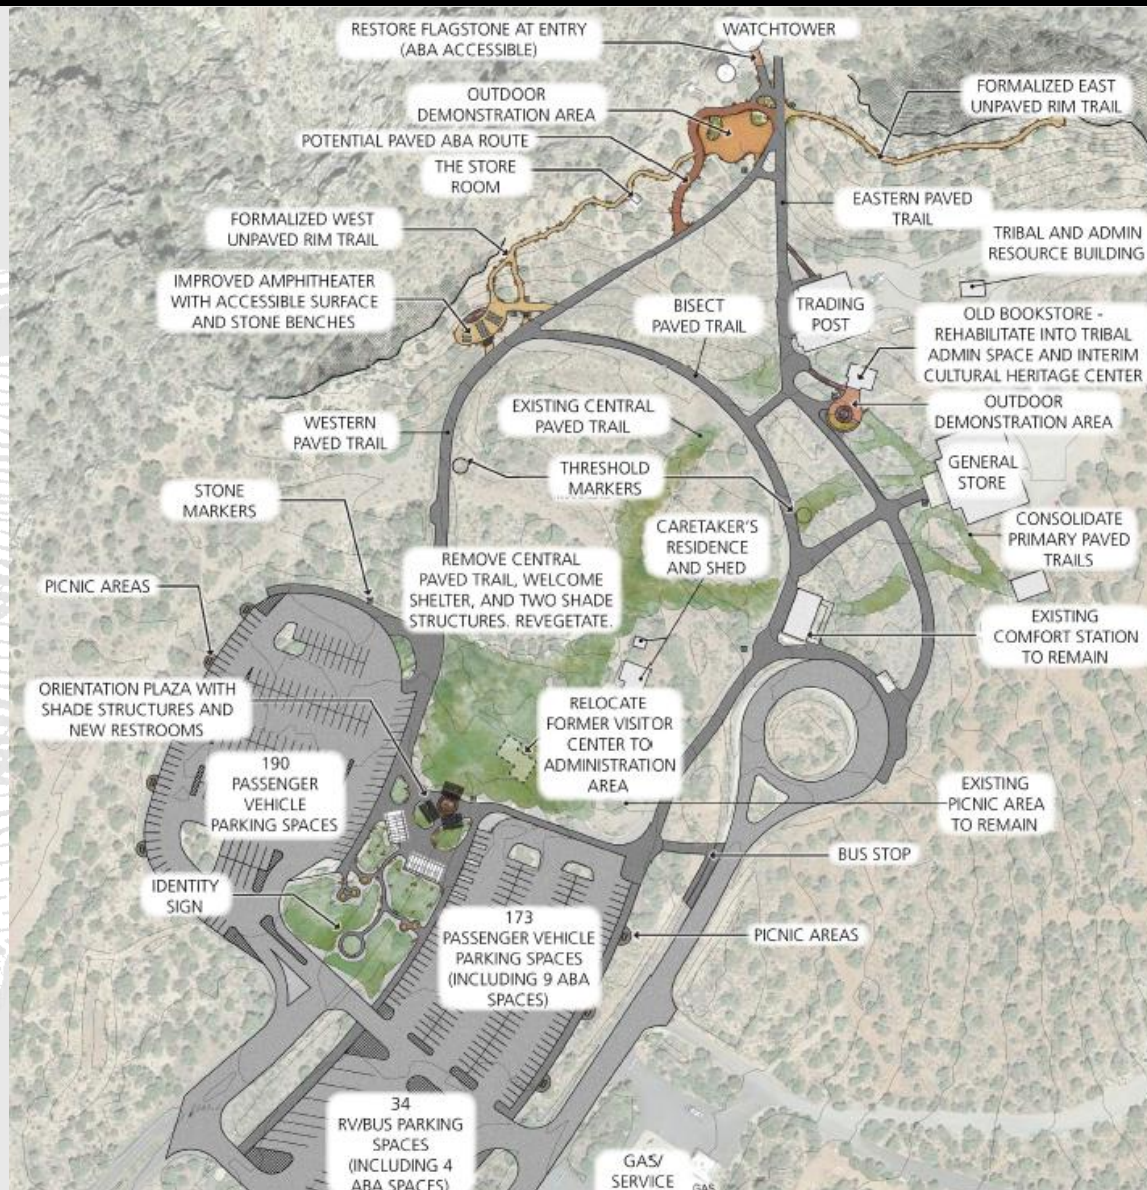 RESTORE FLAGSTONE AT ENTRY
(ABA ACCESSIBLE)
WATCHTOWER
OUTDOOR
DEMONSTRATION AREA
FORMALIZED EAST
UNPAVED RIM TRAIL
POTENTIAL PAVED ABA ROUTE
THE STORE
ROOM
EASTERN PAVED
TRAIL
FORMALIZED WEST
UNPAVED RIM TRAIL
TRIBAL AND ADMIN
RESOURCE BUILDING
IMPROVED AMPHITHEATER
WITH ACCESSIBLE SURFACE
AND STONE BENCHES
BISECT
PAVED TRAIL
TRADING
POST
OLD BOOKSTORE -
REHABILITATE INTO TRIBAL
ADMIN SPACE AND INTERIM
CULTURAL HERITAGE CENTER
WESTERN
PAVED TRAIL
EXISTING CENTRAL
PAVED TRAIL
OUTDOOR
DEMONSTRATION AREA
THRESHOLD
MARKERS
GENERAL
STORE
STONE
MARKERS
CARETAKER'S
RESIDENCE
AND SHED
CONSOLIDATE
PRIMARY PAVED
TRAILS
PICNIC AREAS
REMOVE CENTRAL
PAVED TRAIL, WELCOME
SHELTER, AND TWO SHADE
STRUCTURES. REVEGETATE.
EXISTING
COMFORT STATION
TO REMAIN
ORIENTATION PLAZA WITH
SHADE STRUCTURES AND
NEW RESTROOMS
RELOCATE
FORMER VISITOR
CENTER TO
ADMINISTRATION
AREA
190
PASSENGER
VEHICLE
PARKING SPACES
EXISTING
PICNIC AREA
TO REMAIN
BUS STOP
IDENTITY
SIGN
173
PASSENGER VEHICLE
PARKING SPACES
(INCLUDING 9 ABA
SPACES)
PICNIC AREAS
34
RV/BUS PARKING
SPACES
(INCLUDING 4
ABA SPACES)
GAS/
SERVICE
GAS